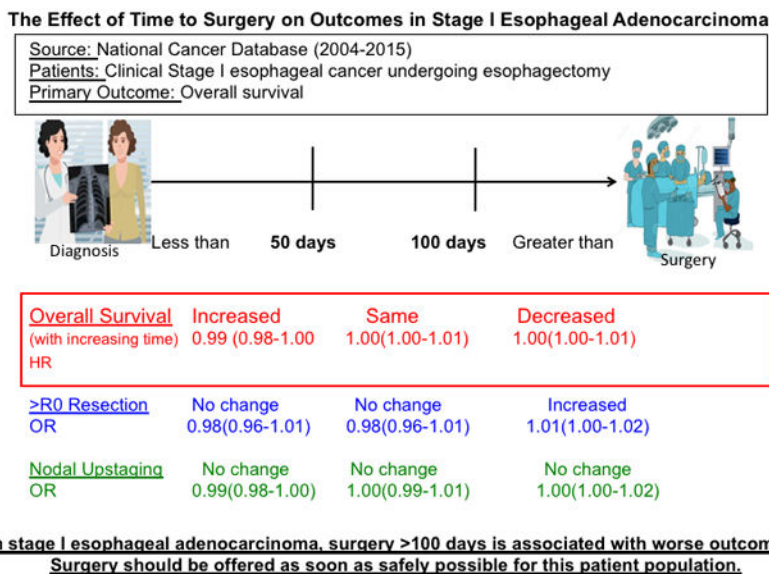 The Effect of Time to Surgery on Outcomes in Stage I Esophageal Adenocarcinoma
Source: National Cancer Database (2004-2015)
Patients: Clinical Stage I esophageal cancer undergoing esophagectomy
Primary Outcome: Overall survival
Diagnosis Less than 50 days 100 days Greater than Surgery
Overall Survival Increased Same Decreased
(with increasing time) 0.99 (0.98-1.00 1.00(1.00-1.01) 1.00(1.00-1.01)
HR
>R0 Resection No change No change Increased
OR 0.98(0.96-1.01) 0.98(0.96-1.01) 1.01(1.00-1.02)
Nodal Upstaging No change No change No change
OR 0.99(0.98-1.00) 1.00(0.99-1.01) 1.00(1.00-1.02)
stage I esophageal adenocarcinoma, surgery >100 days is associated with worse
Surgery should be offered as soon as safely possible for this patient population.